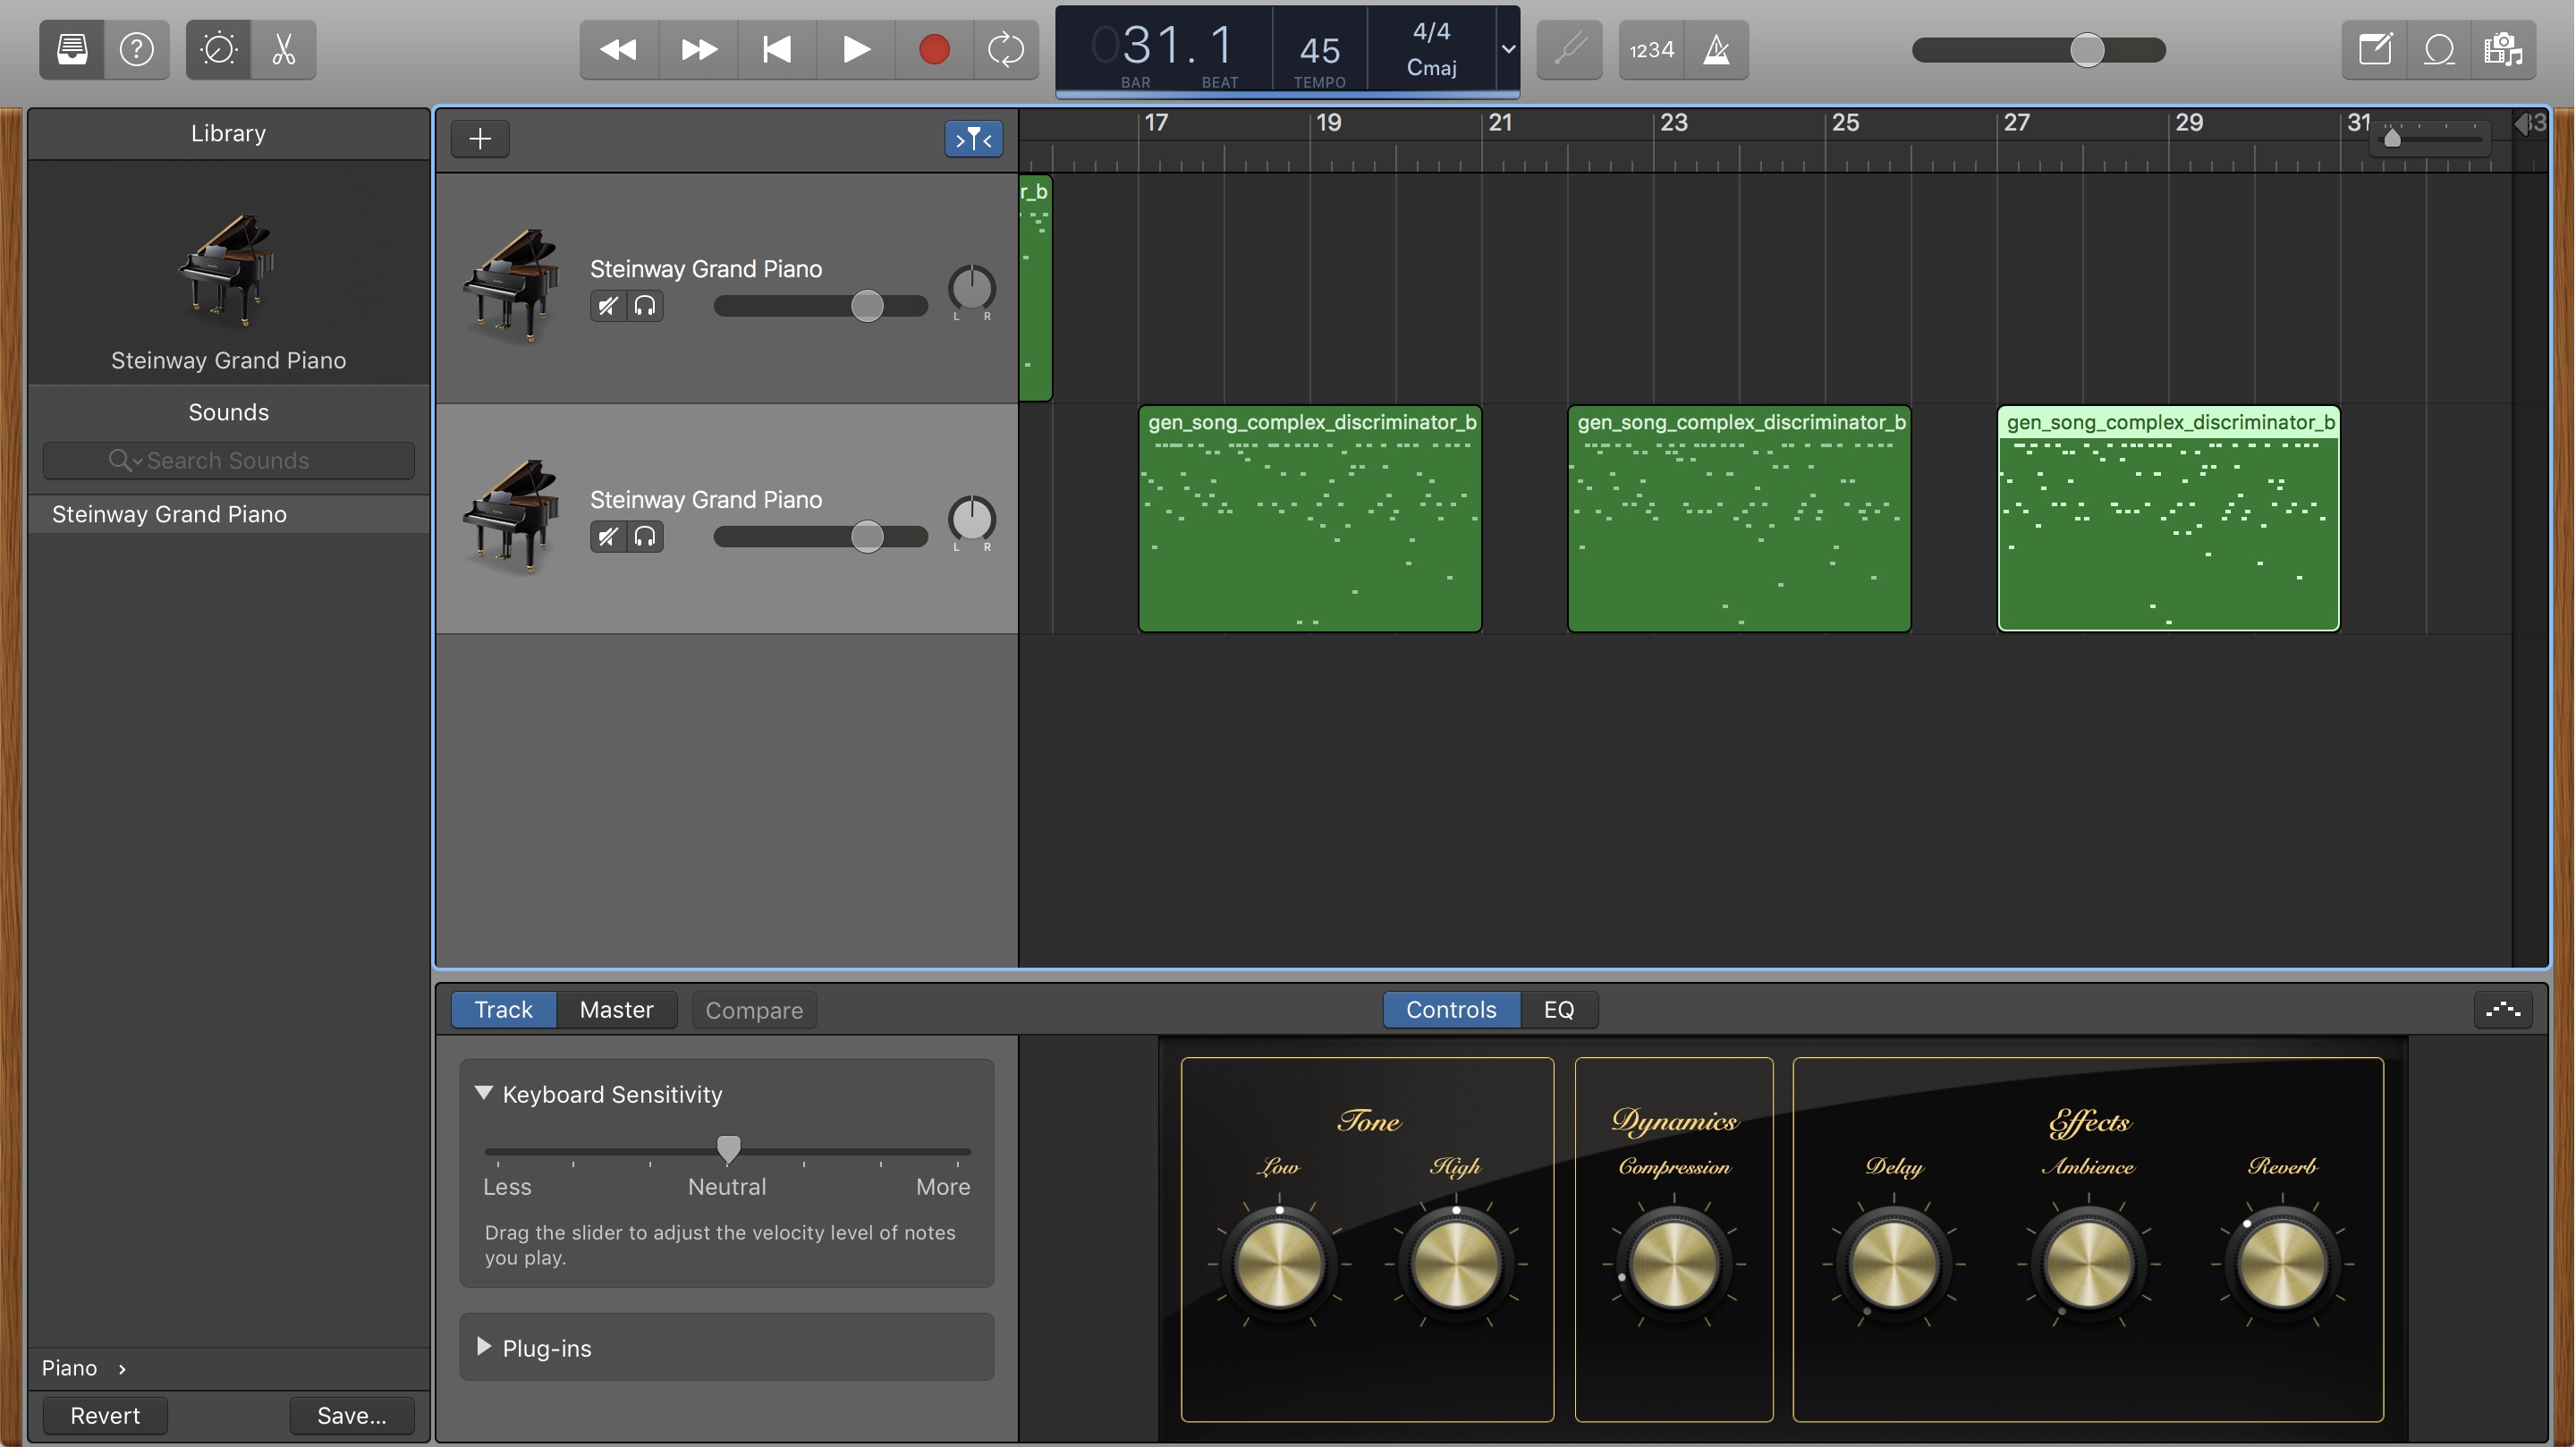 031.1
BAR
BEAT
45
TEMPO
4/4
Cmaj
1234
Library
Steinway Grand Piano
Sounds
Search Sounds
Steinway Grand Piano
Piano
Revert
Save...
17
19
21
23
25
27
29
31
33
Steinway Grand Piano
L
R
r_b
Steinway Grand Piano
L
R
gen_song_complex_discriminator_b
gen_song_complex_discriminator_b
gen_song_complex_discriminator_b
Track
Master
Compare
Controls
EQ
Keyboard Sensitivity
Less
Neutral
More
Drag the slider to adjust the velocity level of notes
you play.
Plug-ins
Tone
Low
High
Dynamics
Compression
Effects
Delay
Ambience
Reverb